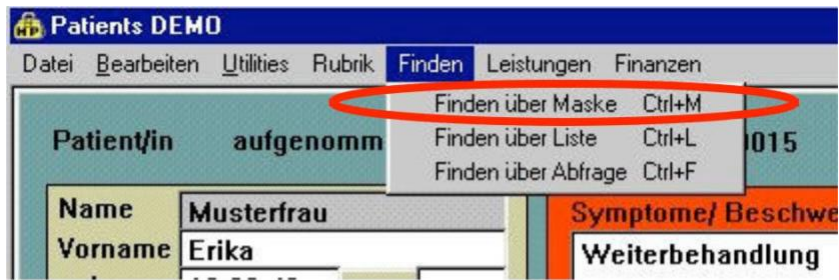 Patients DEMO
Datei Bearbeiten Utilities Rubrik Finden Leistungen Finanzen
Finden über Maske Ctrl+M
Patient/in aufgenomm Finden über Liste Ctrl+L 0015
Finden über Abfrage Ctrl+F
Name Musterfrau Symptome/ Beschwe
Vorname Erika Weiterbehandlung